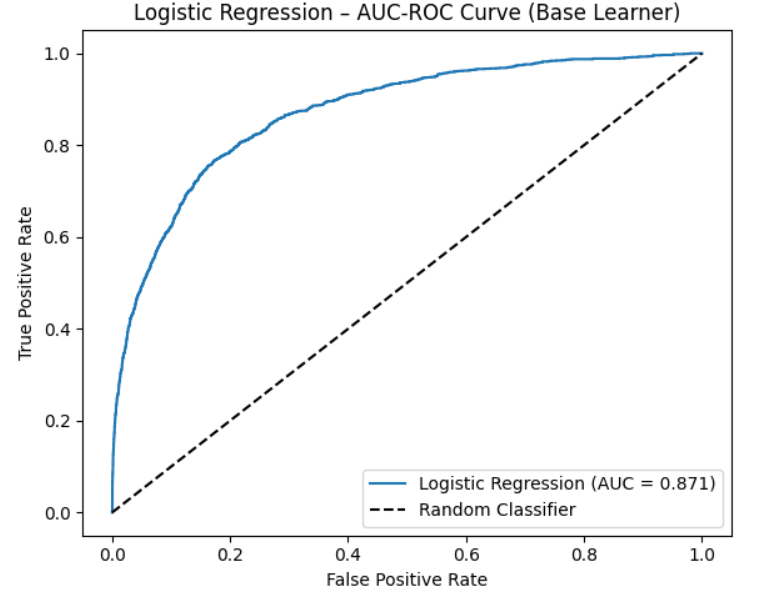 Logistic Regression – AUC-ROC Curve (Base Learner)
True Positive Rate
1.0
0.8
0.6
0.4
0.2
0.0
Logistic Regression (AUC = 0.871)
Random Classifier
0.0 0.2 0.4 0.6 0.8 1.0
False Positive Rate